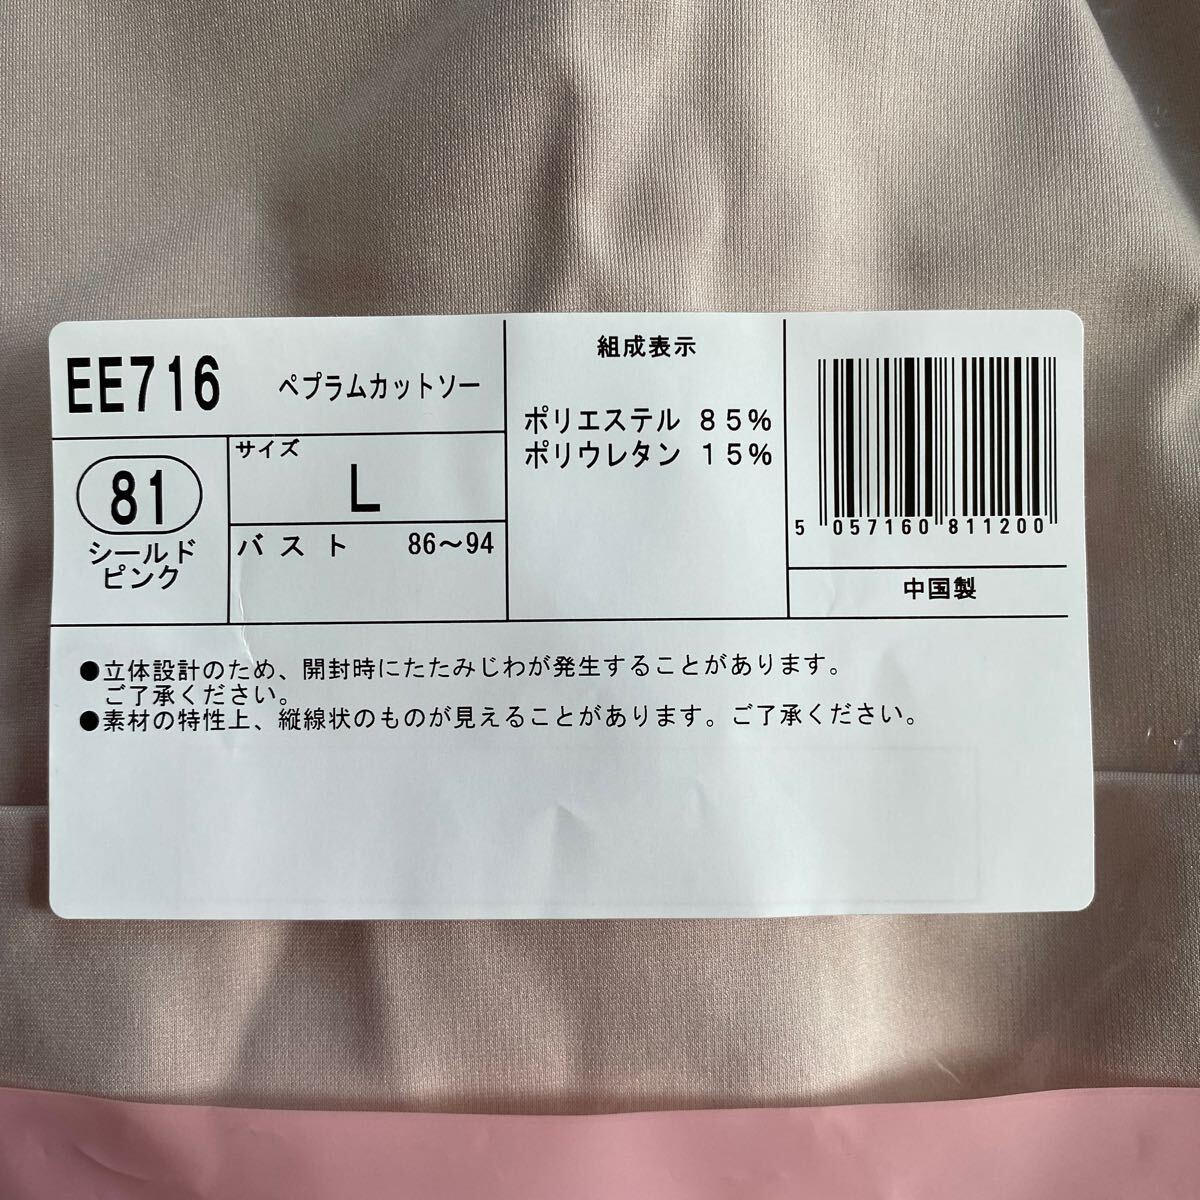 EE716 ペプラムカットソー
81
シールド
ピンク
サイズ
L
バスト 86～94
組成表示
ポリエステル 85%
ポリウレタン 15%
5 057160 811200
中国製
●立体設計のため、開封時にたたみじわが発生することがあります。
ご了承ください。
●素材の特性上、縦線状のものが見えることがあります。ご了承ください。